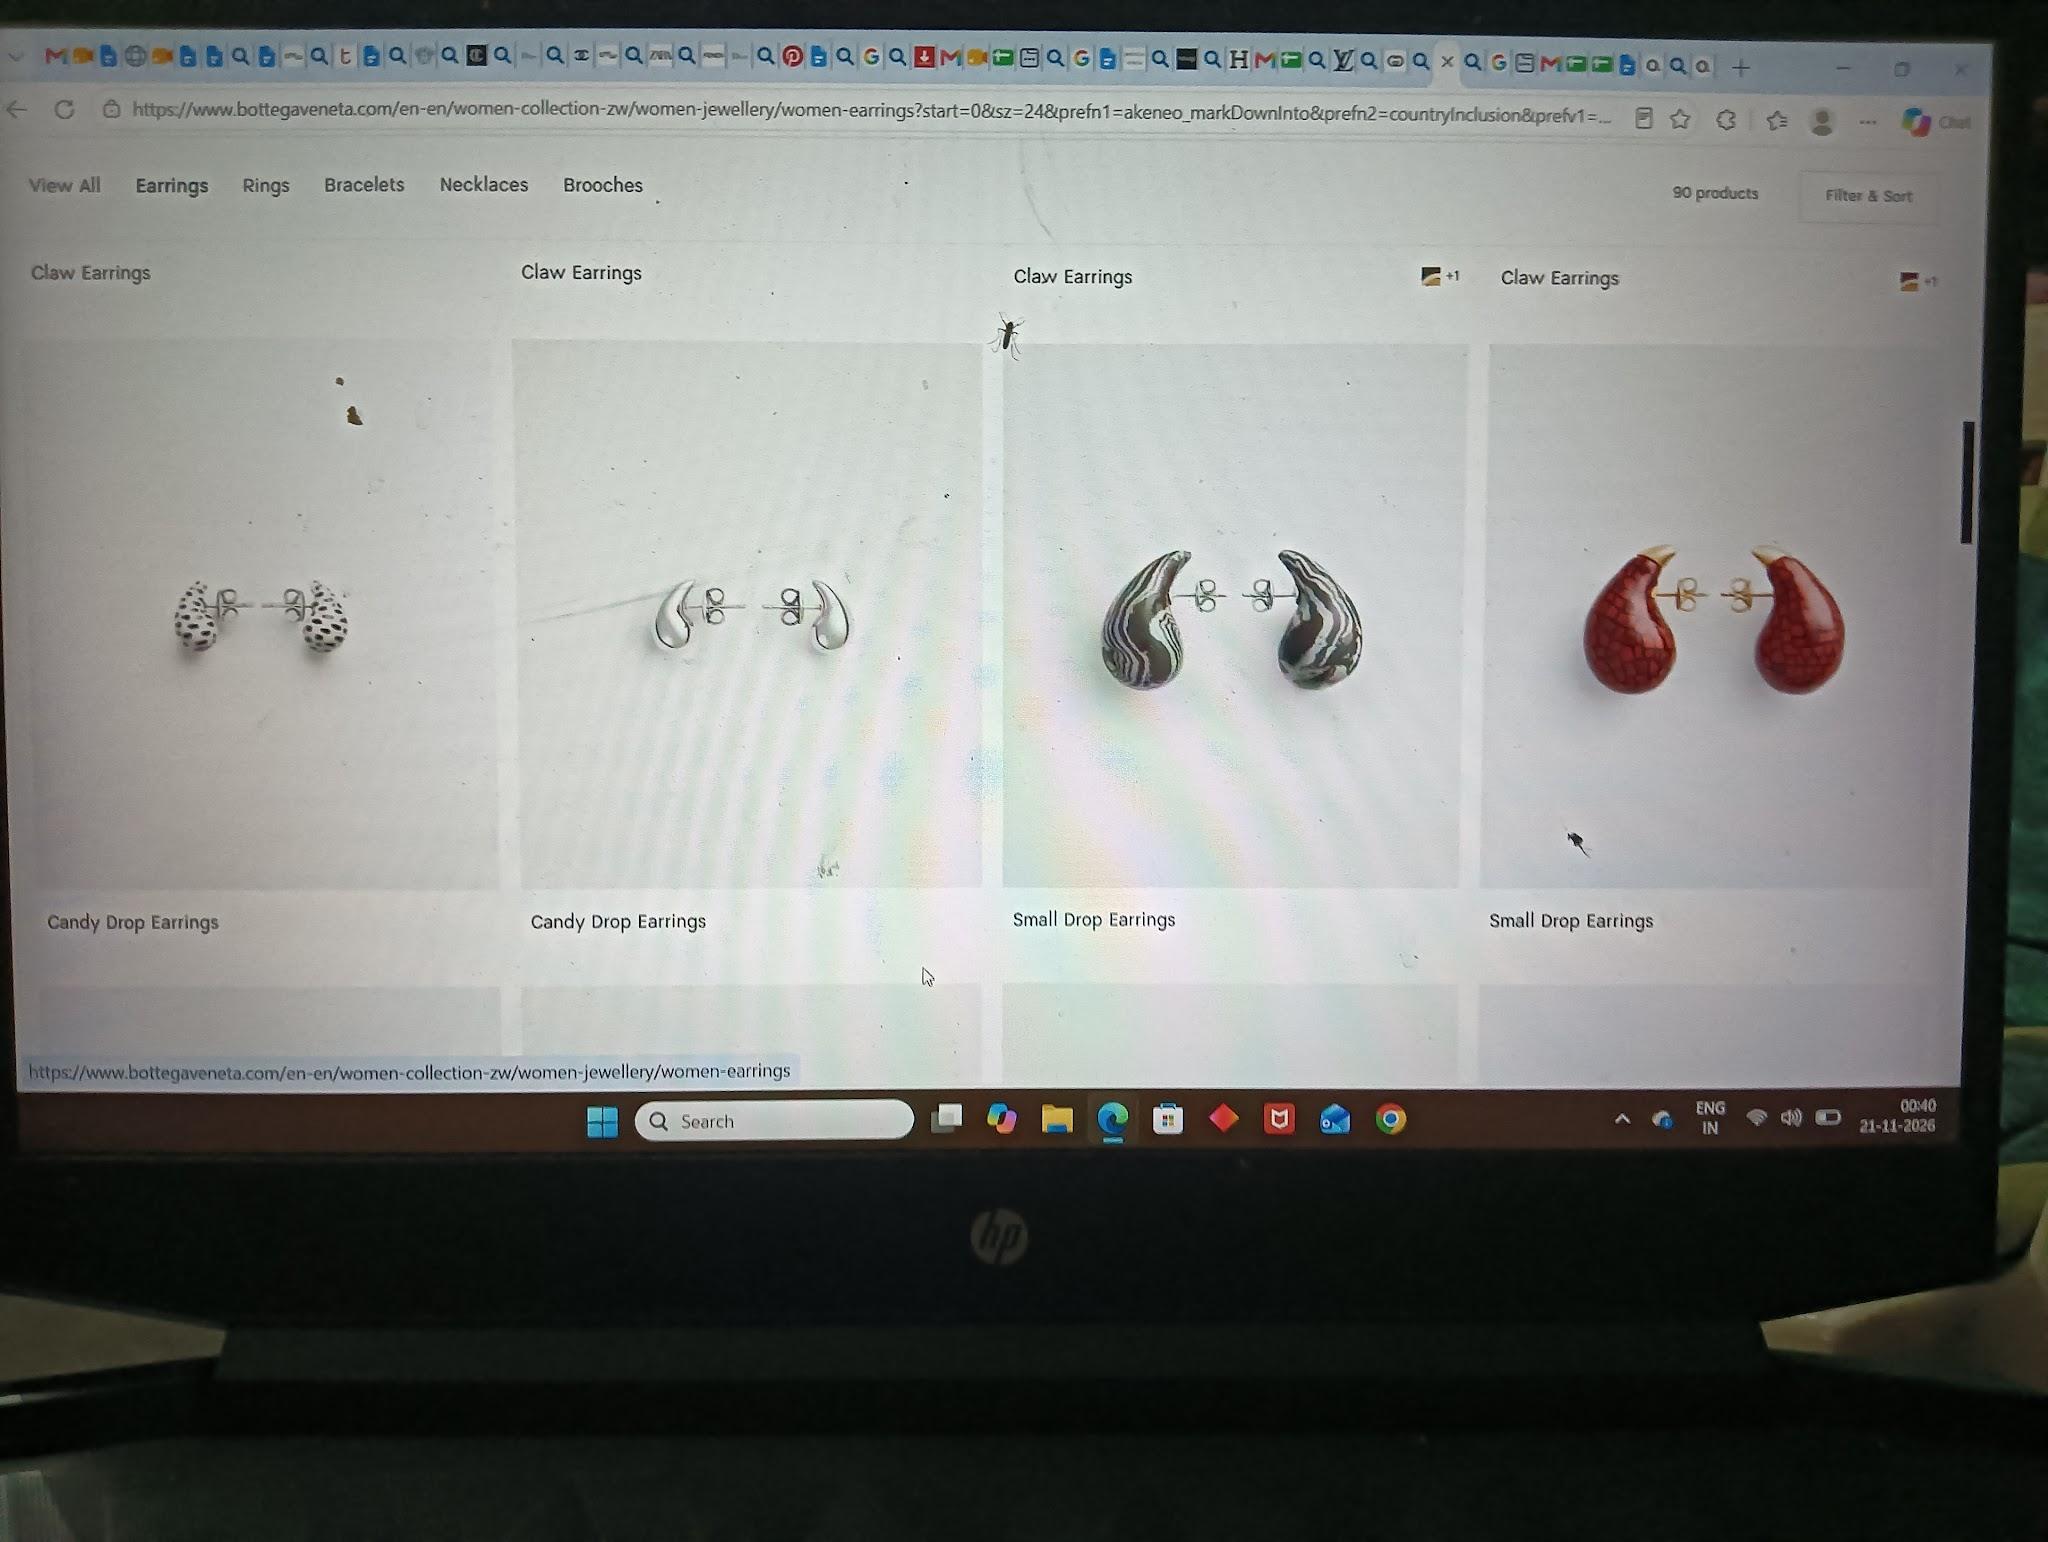 https://www.bottegaveneta.com/en-en/women-collection-zw/women-jewellery/women-earrings?start=0&sz=24&prefn1=akeneo_markDownInto&prefn2=countryInclusion&prefv1=...
Chat
View All Earrings Rings Bracelets Necklaces Brooches 90 products Filter & Sort
Claw Earrings Claw Earrings Claw Earrings +1 Claw Earrings +1
Candy Drop Earrings Candy Drop Earrings Small Drop Earrings Small Drop Earrings
https://www.bottegaveneta.com/en-en/women-collection-zw/women-jewellery/women-earrings
Search
ENG
IN
00:40
21-11-2026
hp